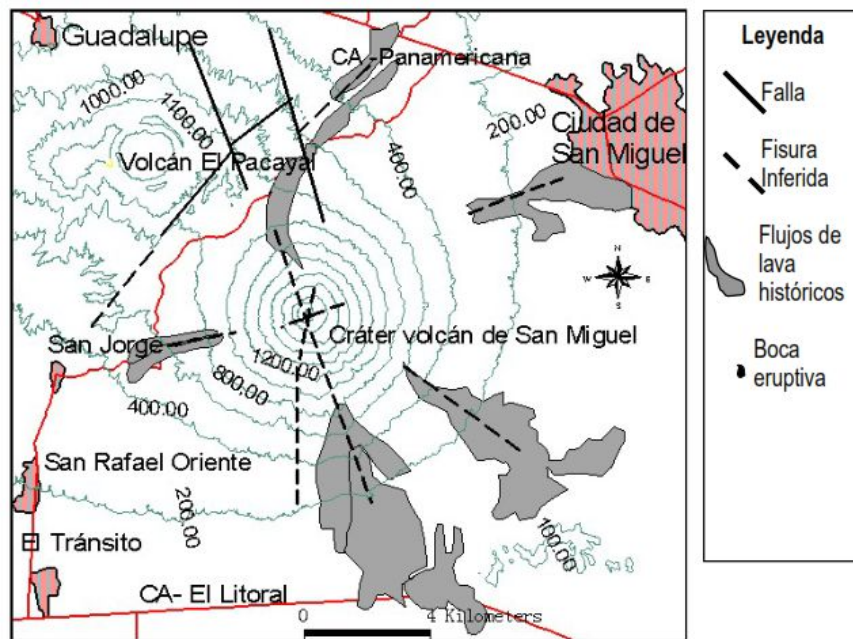 Guadalupe
CA -Panamericana
1000.00
1100.00
200.00
Ciudad de
San Miguel
Volcán El Pacayal
400.00
N
W E
S
San Jorge
Cráter volcán de San Miguel
1200.00
800,00
400.00
San Rafael Oriente
200.00
El Tránsito
100.00
CA- El Litoral
0 4 Kilometers
Leyenda
Falla
Fisura
Inferida
Flujos de
lava
históricos
Boca
eruptiva